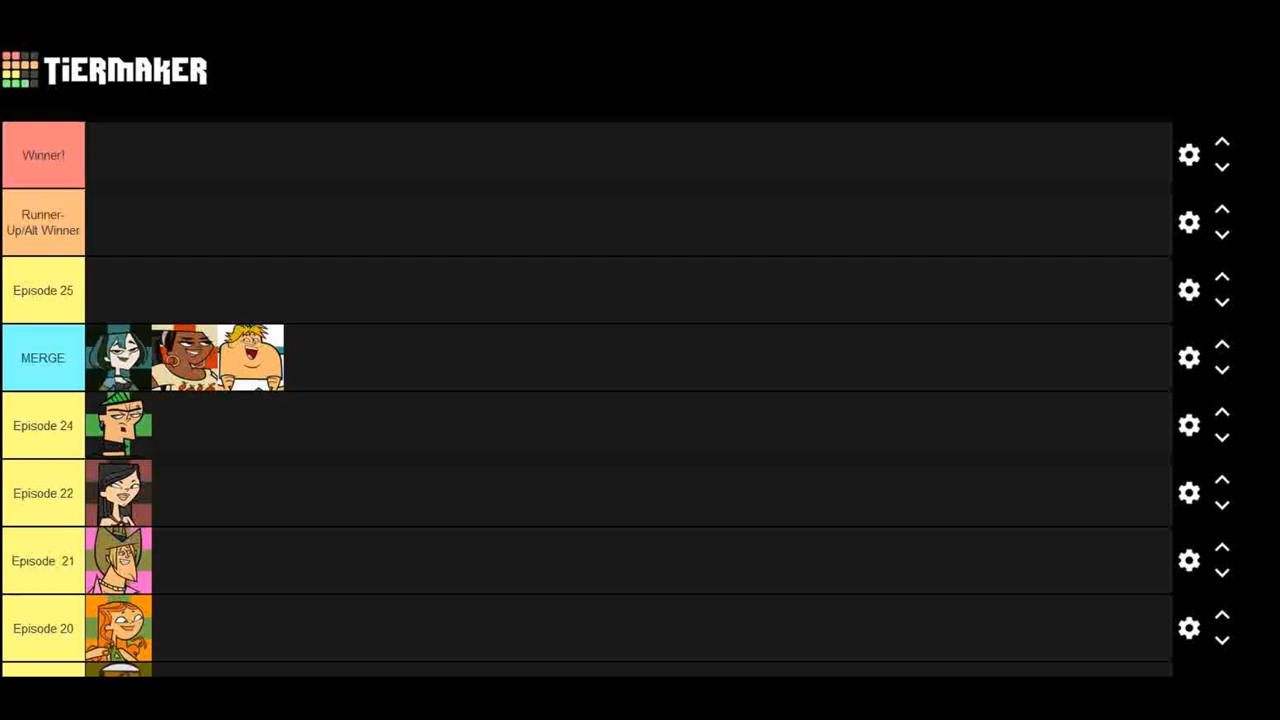 TiERMAKER
Winner!
Runner-
Up/Alt Winner
Episode 25
MERGE
Episode 24
Episode 22
Episode 21
Episode 20